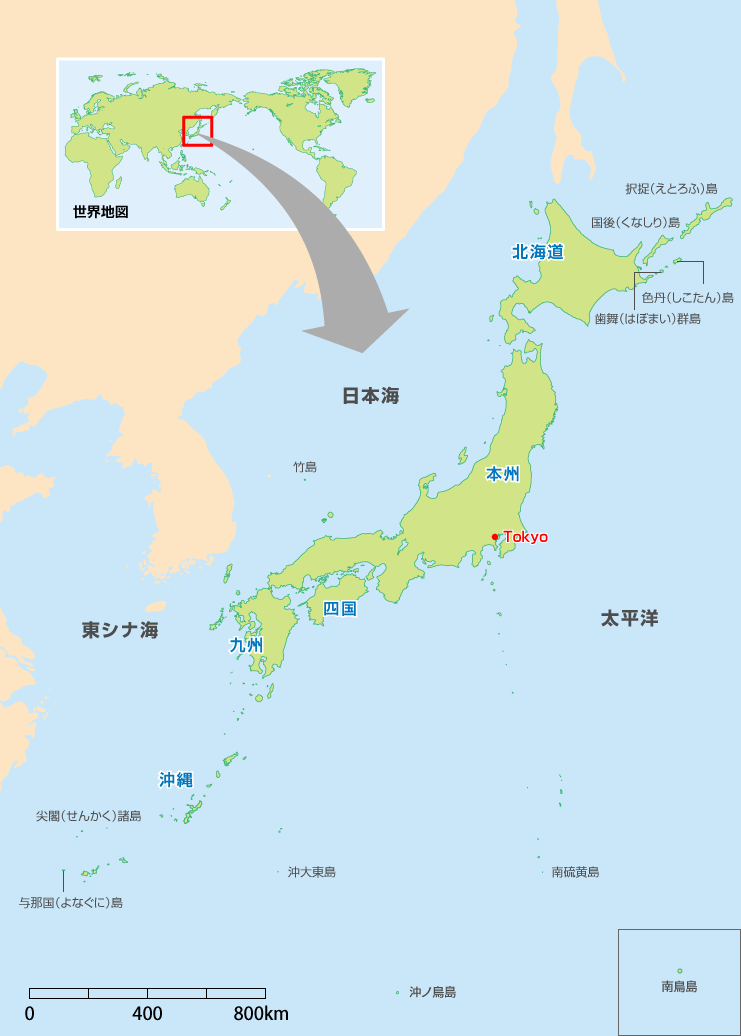 世界地図
択捉(えとろふ)島
国後(くなしり)島
北海道
色丹(しこたん)島
歯舞(はぼまい)群島
日本海
竹島
本州
Tokyo
四国
太平洋
東シナ海
九州
沖縄
尖閣(せんかく)諸島
沖大東島
南硫黄島
与那国(よなぐに)島
南鳥島
沖ノ鳥島
0 400 800km